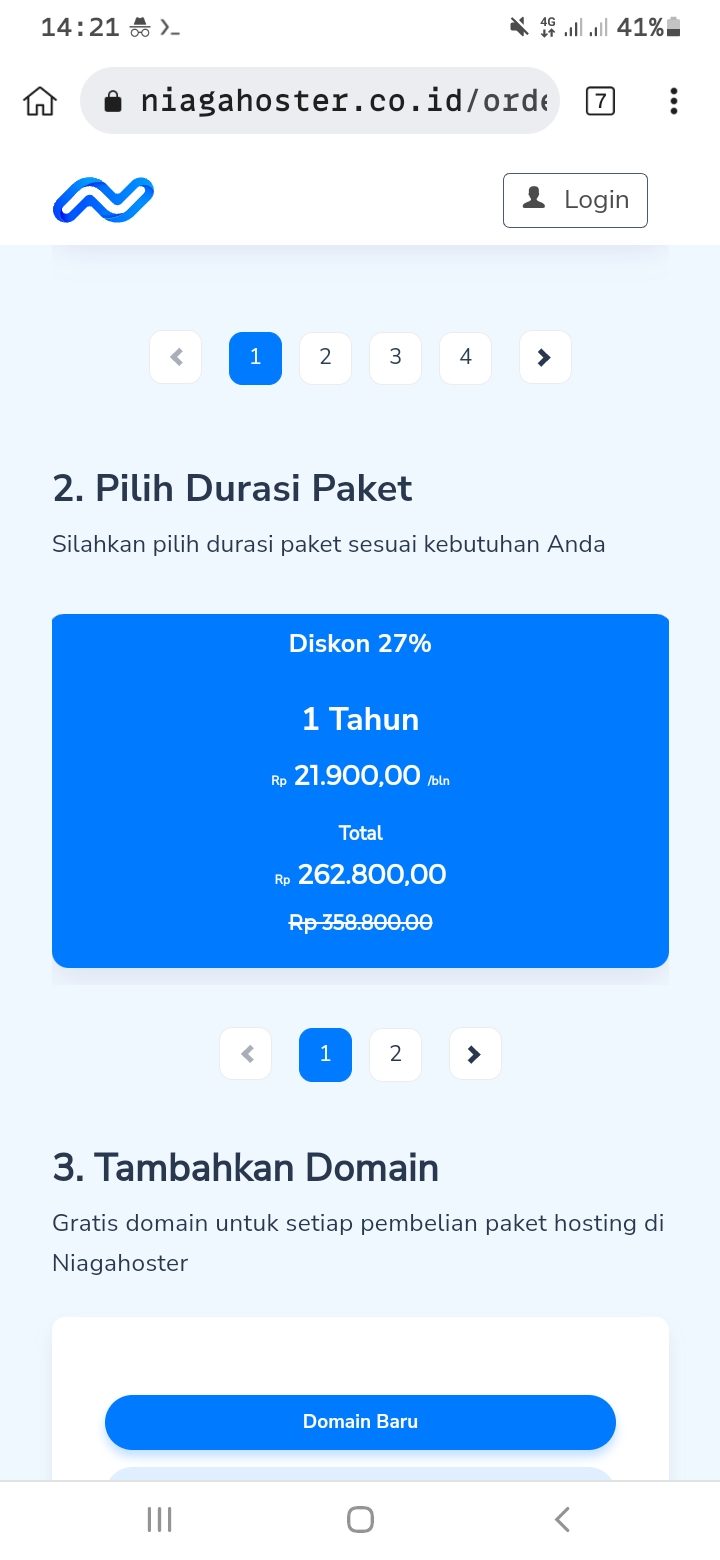 14:21
4G
41%
niagahoster.co.id/orde
7
Login
1 2 3 4
2. Pilih Durasi Paket
Silahkan pilih durasi paket sesuai kebutuhan Anda
Diskon 27%
1 Tahun
Rp 21.900,00 /bln
Total
Rp 262.800,00
Rp 358.800,00
1 2
3. Tambahkan Domain
Gratis domain untuk setiap pembelian paket hosting di
Niagahoster
Domain Baru